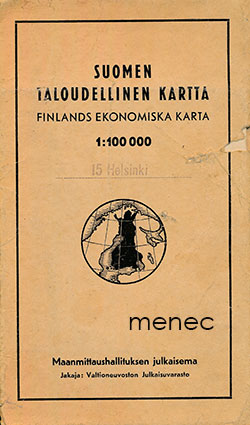 SUOMEN
TALOUDELLINEN KARTTA
FINLANDS EKONOMISKA KARTA
1:100 000
15 Helsinki
menec
Maanmittaushallituksen julkaisema
Jakaja: Valtioneuvoston Julkaisuvarasto